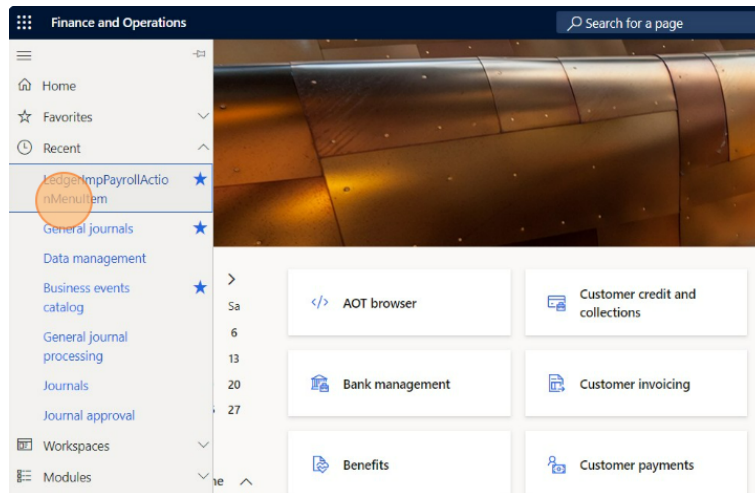 Finance and Operations
Search for a page
Home
Favorites
Recent
LedgerImpPayrollActio
nMenuItem
General journals
Data management
Business events
catalog
General journal
processing
Journals
Journal approval
Workspaces
Modules
Sa
6
13
20
27
</> AOT browser
Customer credit and
collections
Bank management
Customer invoicing
Benefits
Customer payments